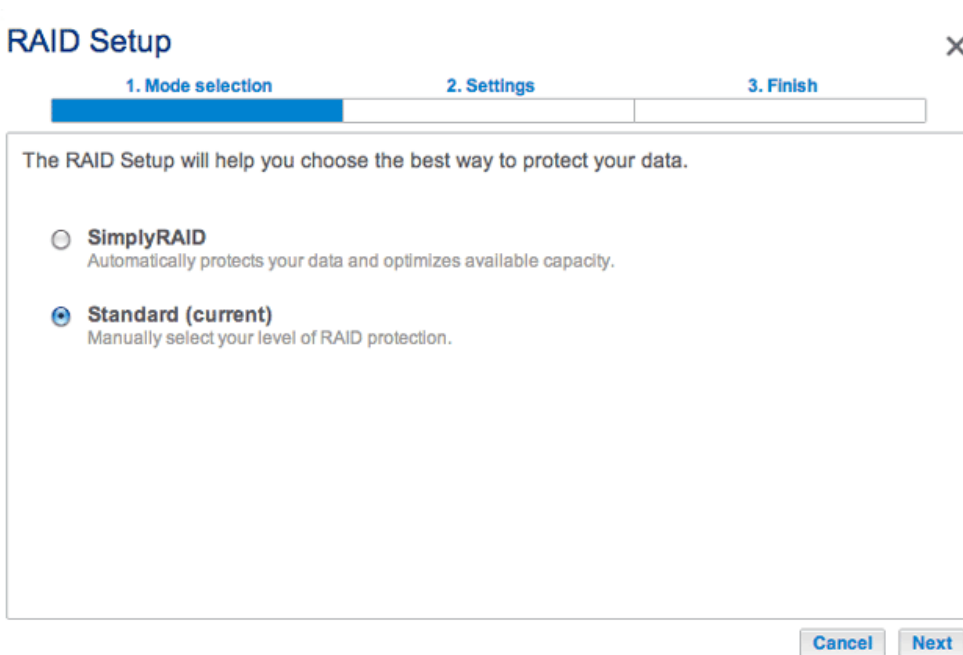 RAID Setup
1. Mode selection 2. Settings 3. Finish
The RAID Setup will help you choose the best way to protect your data.
SimplyRAID
Automatically protects your data and optimizes available capacity.
Standard (current)
Manually select your level of RAID protection.
Cancel Next